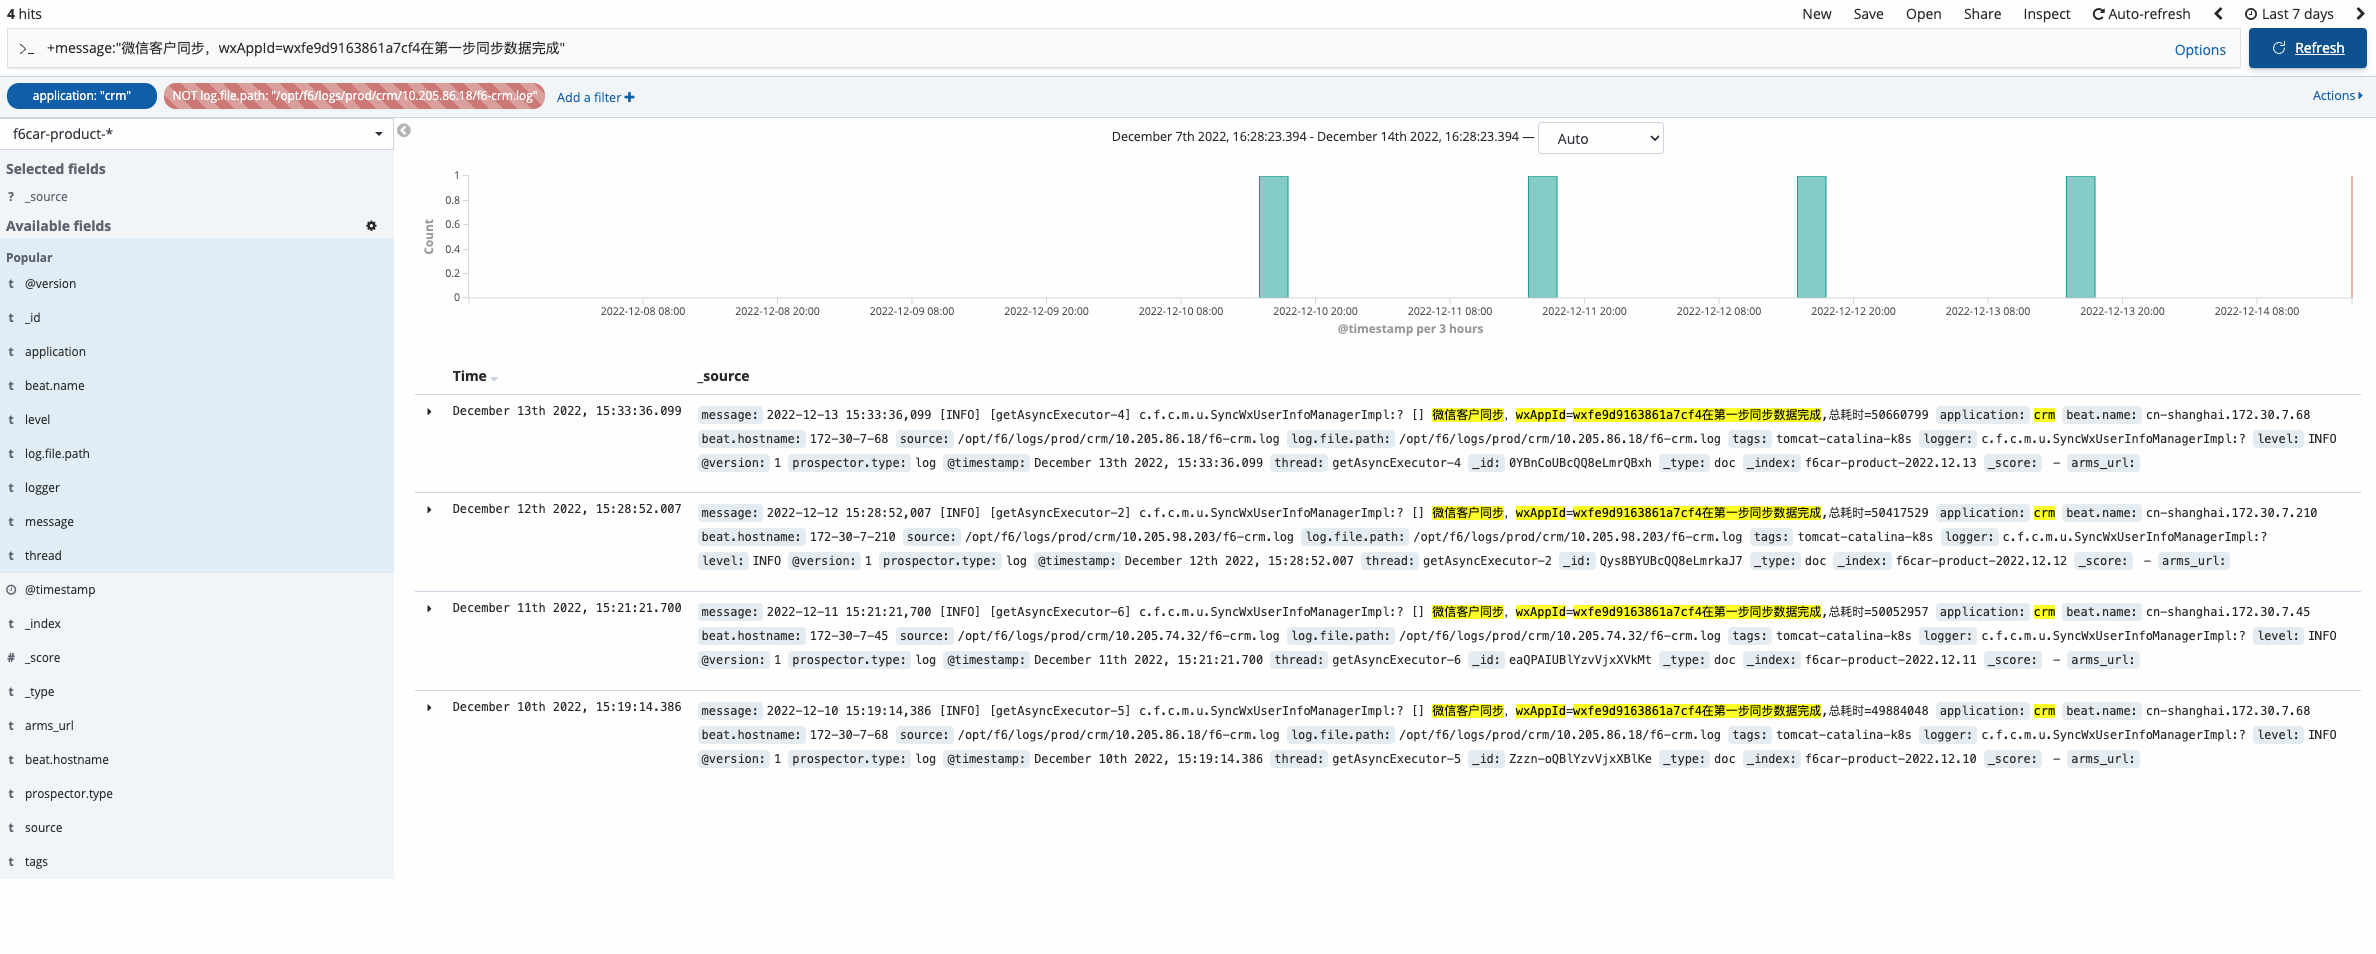 4 hits
New Save Open Share Inspect Auto-refresh Last 7 days
>_ +message:"微信客户同步，wxAppId=wxfe9d9163861a7cf4在第一步同步数据完成"
Options
Refresh
application: "crm" NOT log.file.path: "/opt/f6/logs/prod/crm/10.205.86.18/f6-crm.log" Add a filter
Actions
f6car-product-*
Selected fields
? _source
Available fields
Popular
t @version
t _id
t application
t beat.name
t level
t log.file.path
t logger
t message
t thread
@timestamp
t _index
# _score
t _type
t arms_url
t beat.hostname
t prospector.type
t source
t tags
December 7th 2022, 16:28:23.394 - December 14th 2022, 16:28:23.394 — Auto
Count
1
0.8
0.6
0.4
0.2
0
2022-12-08 08:00 2022-12-08 20:00 2022-12-09 08:00 2022-12-09 20:00 2022-12-10 08:00 2022-12-10 20:00 2022-12-11 08:00 2022-12-11 20:00 2022-12-12 08:00 2022-12-12 20:00 2022-12-13 08:00 2022-12-13 20:00 2022-12-14 08:00
@timestamp per 3 hours
Time _source
December 13th 2022, 15:33:36.099 message: 2022-12-13 15:33:36,099 [INFO] [getAsyncExecutor-4] c.f.c.m.u.SyncWxUserInfoManagerImpl:? [] 微信客户同步，wxAppId=wxfe9d9163861a7cf4在第一步同步数据完成,总耗时=50660799 application: crm beat.name: cn-shanghai.172.30.7.68
beat.hostname: 172-30-7-68 source: /opt/f6/logs/prod/crm/10.205.86.18/f6-crm.log log.file.path: /opt/f6/logs/prod/crm/10.205.86.18/f6-crm.log tags: tomcat-catalina-k8s logger: c.f.c.m.u.SyncWxUserInfoManagerImpl:? level: INFO
@version: 1 prospector.type: log @timestamp: December 13th 2022, 15:33:36.099 thread: getAsyncExecutor-4 _id: 0YBnCoUBcQQ8eLmrQBxh _type: doc _index: f6car-product-2022.12.13 _score: - arms_url:
December 12th 2022, 15:28:52.007 message: 2022-12-12 15:28:52,007 [INFO] [getAsyncExecutor-2] c.f.c.m.u.SyncWxUserInfoManagerImpl:? [] 微信客户同步，wxAppId=wxfe9d9163861a7cf4在第一步同步数据完成,总耗时=50417529 application: crm beat.name: cn-shanghai.172.30.7.210
beat.hostname: 172-30-7-210 source: /opt/f6/logs/prod/crm/10.205.98.203/f6-crm.log log.file.path: /opt/f6/logs/prod/crm/10.205.98.203/f6-crm.log tags: tomcat-catalina-k8s logger: c.f.c.m.u.SyncWxUserInfoManagerImpl:?
level: INFO @version: 1 prospector.type: log @timestamp: December 12th 2022, 15:28:52.007 thread: getAsyncExecutor-2 _id: Qys8BYUBcQQ8eLmrkaJ7 _type: doc _index: f6car-product-2022.12.12 _score: - arms_url:
December 11th 2022, 15:21:21.700 message: 2022-12-11 15:21:21,700 [INFO] [getAsyncExecutor-6] c.f.c.m.u.SyncWxUserInfoManagerImpl:? [] 微信客户同步，wxAppId=wxfe9d9163861a7cf4在第一步同步数据完成,总耗时=50052957 application: crm beat.name: cn-shanghai.172.30.7.45
beat.hostname: 172-30-7-45 source: /opt/f6/logs/prod/crm/10.205.74.32/f6-crm.log log.file.path: /opt/f6/logs/prod/crm/10.205.74.32/f6-crm.log tags: tomcat-catalina-k8s logger: c.f.c.m.u.SyncWxUserInfoManagerImpl:? level: INFO
@version: 1 prospector.type: log @timestamp: December 11th 2022, 15:21:21.700 thread: getAsyncExecutor-6 _id: eaQPAIUBlYzvVjxXVkMt _type: doc _index: f6car-product-2022.12.11 _score: - arms_url:
December 10th 2022, 15:19:14.386 message: 2022-12-10 15:19:14,386 [INFO] [getAsyncExecutor-5] c.f.c.m.u.SyncWxUserInfoManagerImpl:? [] 微信客户同步，wxAppId=wxfe9d9163861a7cf4在第一步同步数据完成,总耗时=49884048 application: crm beat.name: cn-shanghai.172.30.7.68
beat.hostname: 172-30-7-68 source: /opt/f6/logs/prod/crm/10.205.86.18/f6-crm.log log.file.path: /opt/f6/logs/prod/crm/10.205.86.18/f6-crm.log tags: tomcat-catalina-k8s logger: c.f.c.m.u.SyncWxUserInfoManagerImpl:? level: INFO
@version: 1 prospector.type: log @timestamp: December 10th 2022, 15:19:14.386 thread: getAsyncExecutor-5 _id: Zzzn-oQBlYzvVjxXBlKe _type: doc _index: f6car-product-2022.12.10 _score: - arms_url: